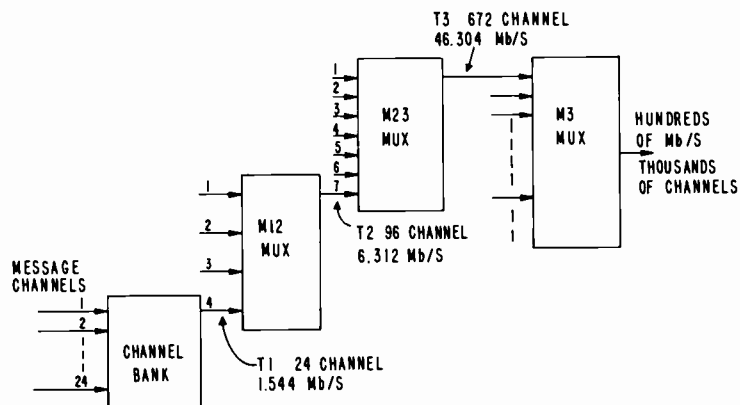 T3 672 CHANNEL
46.304 Mb/S
1
2
3
4
5
6
7
M23
MUX
M3
MUX
HUNDREDS
OF Mb/S
THOUSANDS
OF CHANNELS
1
2
3
4
M12
MUX
T2 96 CHANNEL
6.312 Mb/S
MESSAGE
CHANNELS
1
2
24
CHANNEL
BANK
T1 24 CHANNEL
1.544 Mb/S